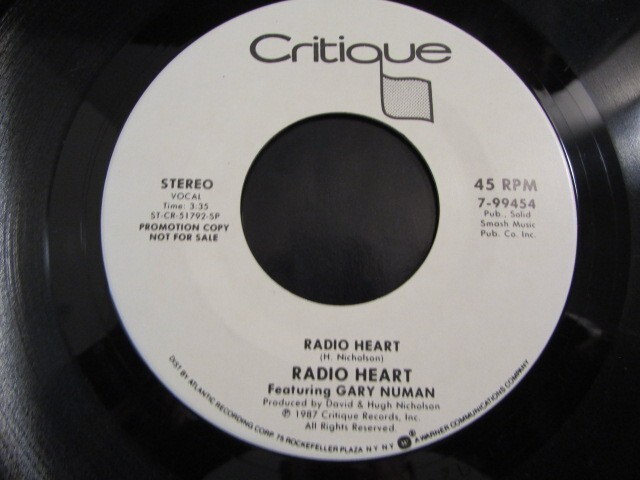 Critique
STEREO
VOCAL
Time: 3:35
ST-CR-51792-SP
PROMOTION COPY
NOT FOR SALE
45 RPM
7-99454
Pub., Solid
Smash Music
Pub. Co. Inc.
RADIO HEART
(H. Nicholson)
RADIO HEART
Featuring GARY NUMAN
Produced by David & Hugh Nicholson
℗ 1987 Critique Records, Inc.
All Rights Reserved.
DIST BY ATLANTIC RECORDING CORP. 75 ROCKEFELLER PLAZA N.Y. N.Y. W ® A WARNER COMMUNICATIONS COMPANY